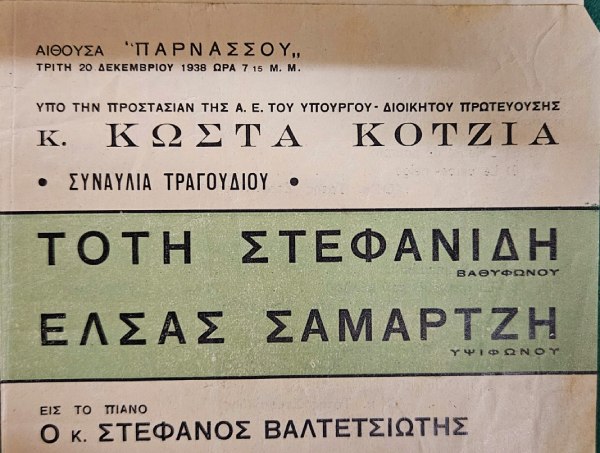 ΑΙΘΟΥΣΑ "ΠΑΡΝΑΣΣΟΥ„
ΤΡΙΤΗ 20 ΔΕΚΕΜΒΡΙΟΥ 1938 ΩΡΑ 7 15 Μ. Μ.
ΥΠΟ ΤΗΝ ΠΡΟΣΤΑΣΙΑΝ ΤΗΣ Α. Ε. ΤΟΥ ΥΠΟΥΡΓΟΥ - ΔΙΟΙΚΗΤΟΥ ΠΡΩΤΕΥΟΥΣΗΣ
Κ. ΚΩΣΤΑ ΚΟΤΖΙΑ
• ΣΥΝΑΥΛΙΑ ΤΡΑΓΟΥΔΙΟΥ •
ΤΟΤΗ ΣΤΕΦΑΝΙΔΗ
ΒΑΘΥΦΩΝΟΥ
ΕΛΣΑΣ ΣΑΜΑΡΤΖΗ
ΥΨΙΦΩΝΟΥ
ΕΙΣ ΤΟ ΠΙΑΝΟ
Ο Κ. ΣΤΕΦΑΝΟΣ ΒΑΛΤΕΤΣΙΩΤΗΣ